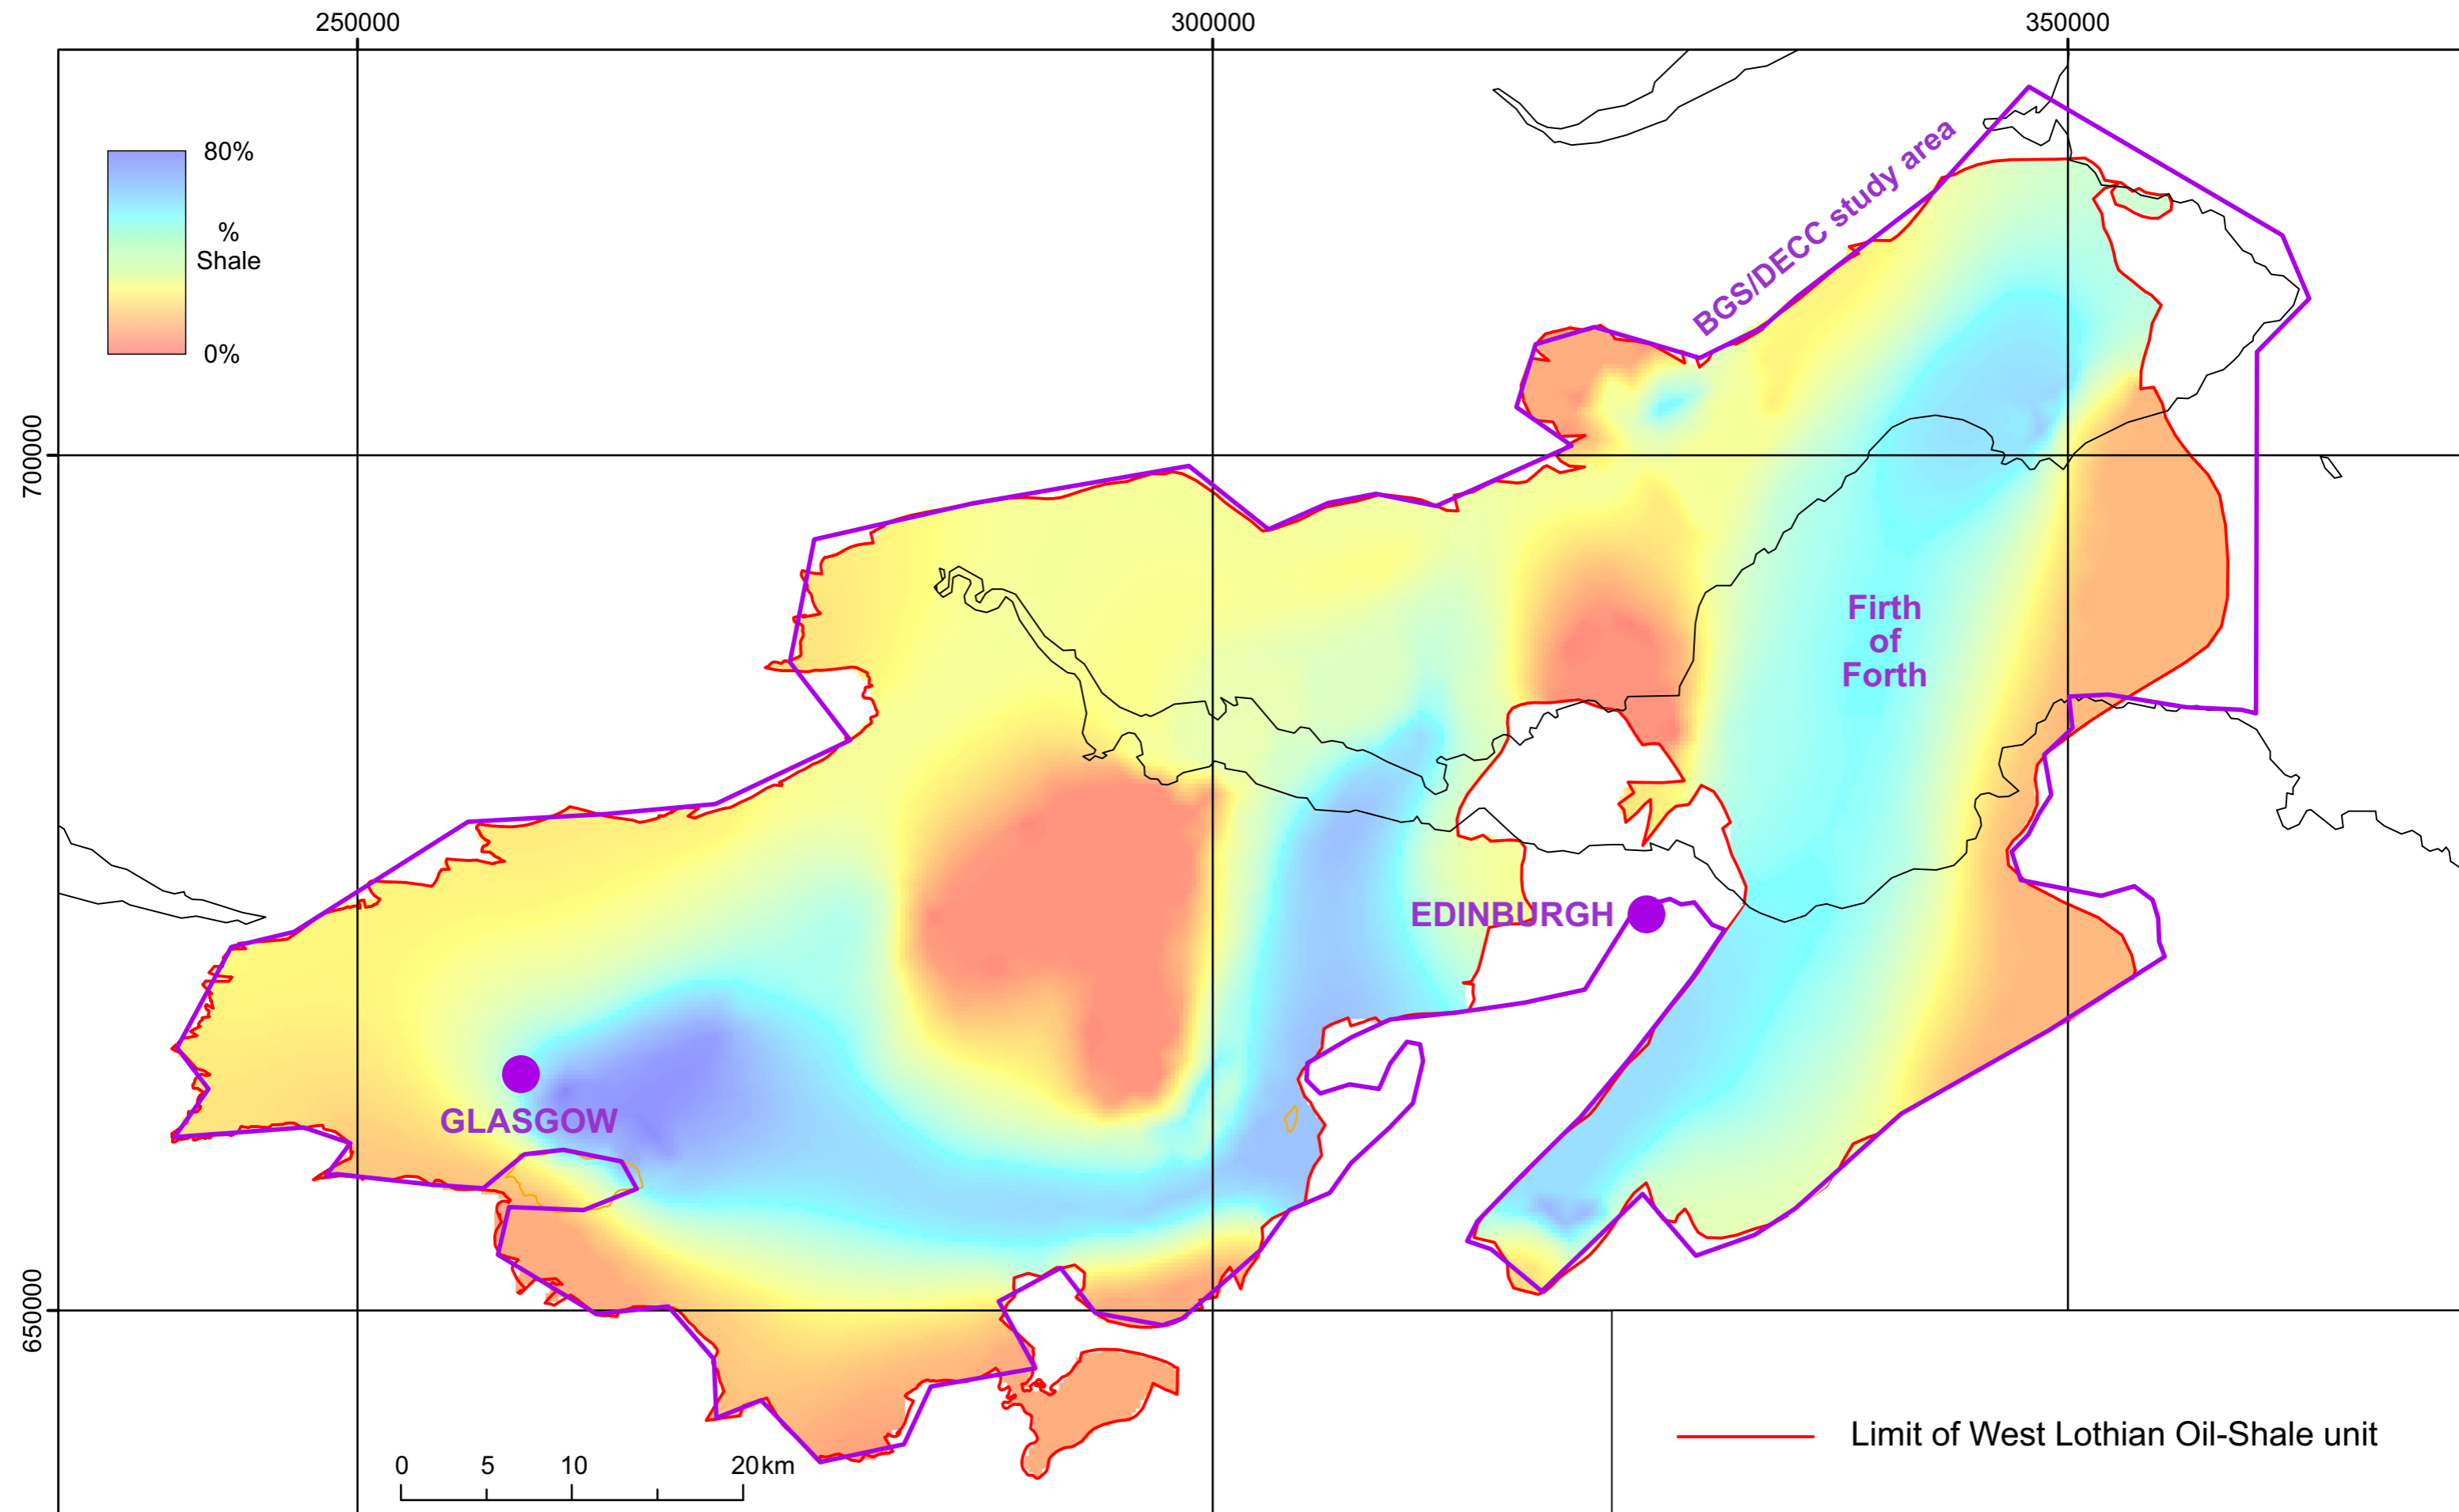 250000
300000
350000
80%
%
Shale
0%
BGS/DECC study area
700000
Firth
of
Forth
EDINBURGH
GLASGOW
650000
0
5
10
20km
Limit of West Lothian Oil-Shale unit